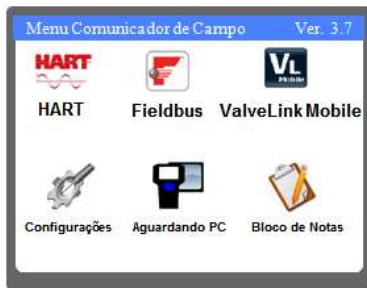 Menu Comunicador de Campo Ver. 3.7
HART
VL
Mobile
HART Fieldbus ValveLink Mobile
Configurações Aguardando PC Bloco de Notas